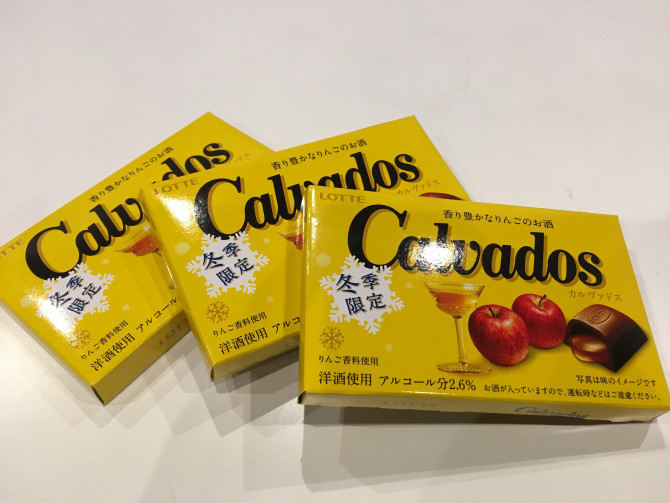 香り豊かなりんごのお酒
LOTTE
Calvados
カルヴァドス
冬季
限定
りんご香料使用
洋酒使用 アルコール分2.6%
写真は味のイメージです
お酒が入っていますので、運転時などはご遠慮ください。
LOTTE
Calvados
香り豊かなりんごのお酒
LOTTE
Calvados
カルヴァドス
冬季
限定
りんご香料使用
洋酒使用 アル
香り豊かなりんごのお酒
LOTTE
Calvados
冬季
限定
りんご香料使用
洋酒使用 アルコール
LOTTE